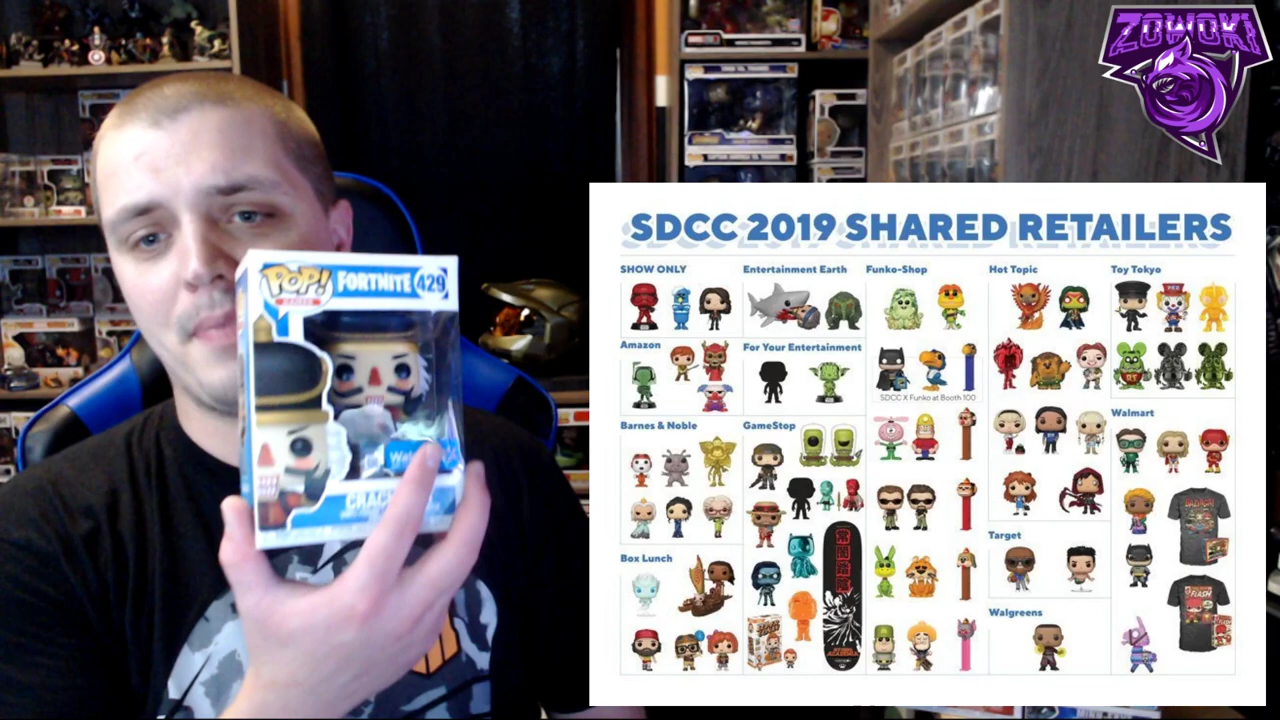 ZOWOKI
POP!
GAMES
FORTNITE
429
SDCC 2019 SHARED RETAILERS
SHOW ONLY
Entertainment Earth
Funko-Shop
Hot Topic
Toy Tokyo
Amazon
For Your Entertainment
SDCC X Funko at Booth 100
Barnes & Noble
GameStop
Walmart
Box Lunch
Target
Walgreens